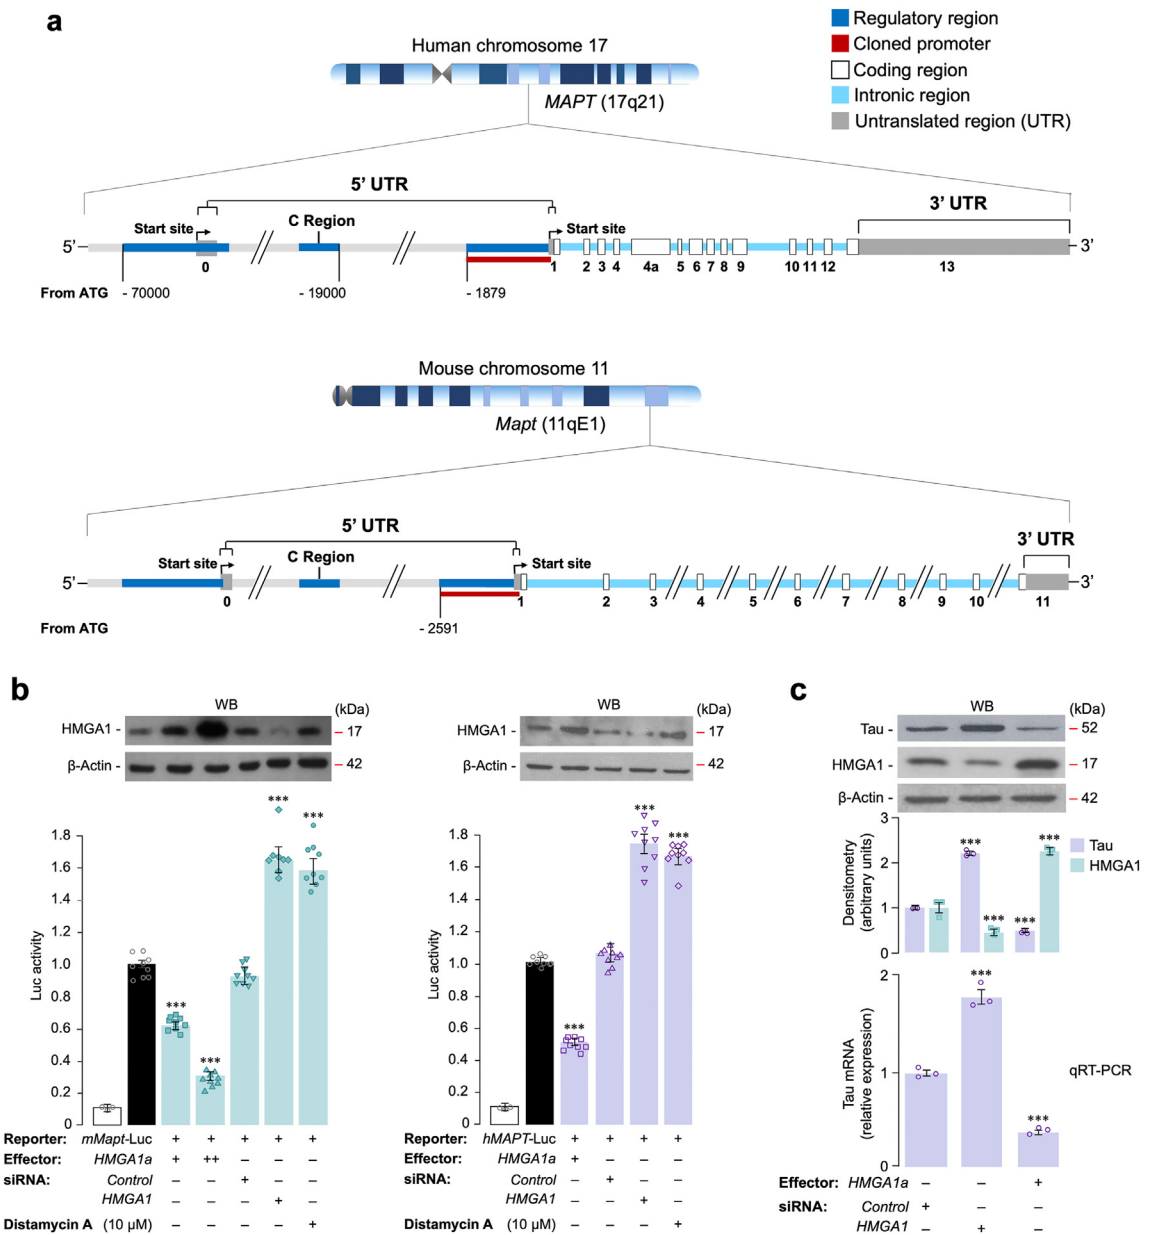 a
Regulatory region
Cloned promoter
Coding region
Intronic region
Untranslated region (UTR)
Human chromosome 17
MAPT (17q21)
5' UTR
3' UTR
Start site
C Region
Start site
5'
3'
0
1
2
3
4
4a
5
6
7
8
9
10
11
12
13
From ATG
- 70000
- 19000
- 1879
Mouse chromosome 11
Mapt (11qE1)
5' UTR
3' UTR
Start site
C Region
Start site
5'
3'
0
1
2
3
4
5
6
7
8
9
10
11
From ATG
- 2591
b
WB
(kDa)
HMGA1 -
17
β-Actin -
42
***
***
***
***
1.8
1.6
1.4
1.2
1.0
0.8
0.6
0.4
0.2
0
Luc activity
Reporter: mMapt-Luc + + + + +
Effector: HMGA1a + ++ – – –
siRNA: Control – – + – –
HMGA1 – – – + –
Distamycin A (10 µM) – – – – +
WB
(kDa)
HMGA1 -
17
β-Actin -
42
***
***
***
1.8
1.6
1.4
1.2
1.0
0.8
0.6
0.4
0.2
0
Luc activity
Reporter: hMAPT-Luc + + + +
Effector: HMGA1a + – – –
siRNA: Control – + – –
HMGA1 – – + –
Distamycin A (10 µM) – – – +
c
WB
(kDa)
Tau -
52
HMGA1 -
17
β-Actin -
42
3
2
1
0
Densitometry
(arbitrary units)
***
***
***
***
Tau
HMGA1
2
1
0
Tau mRNA
(relative expression)
***
***
qRT-PCR
Effector: HMGA1a – – +
siRNA: Control + – –
HMGA1 – + –